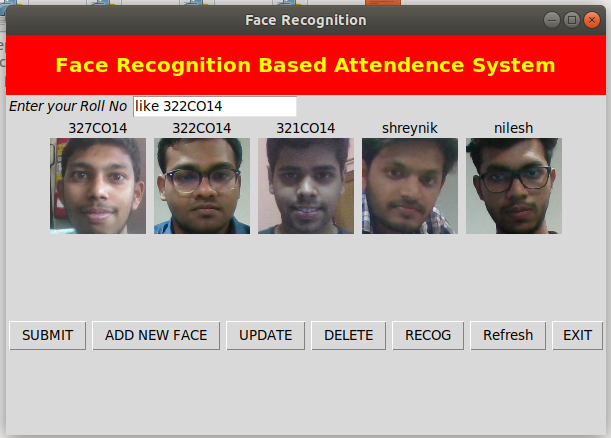 Face Recognition
Face Recognition Based Attendence System
Enter your Roll No like 322CO14
327CO14 322CO14 321CO14 shreynik nilesh
SUBMIT ADD NEW FACE UPDATE DELETE RECOG Refresh EXIT